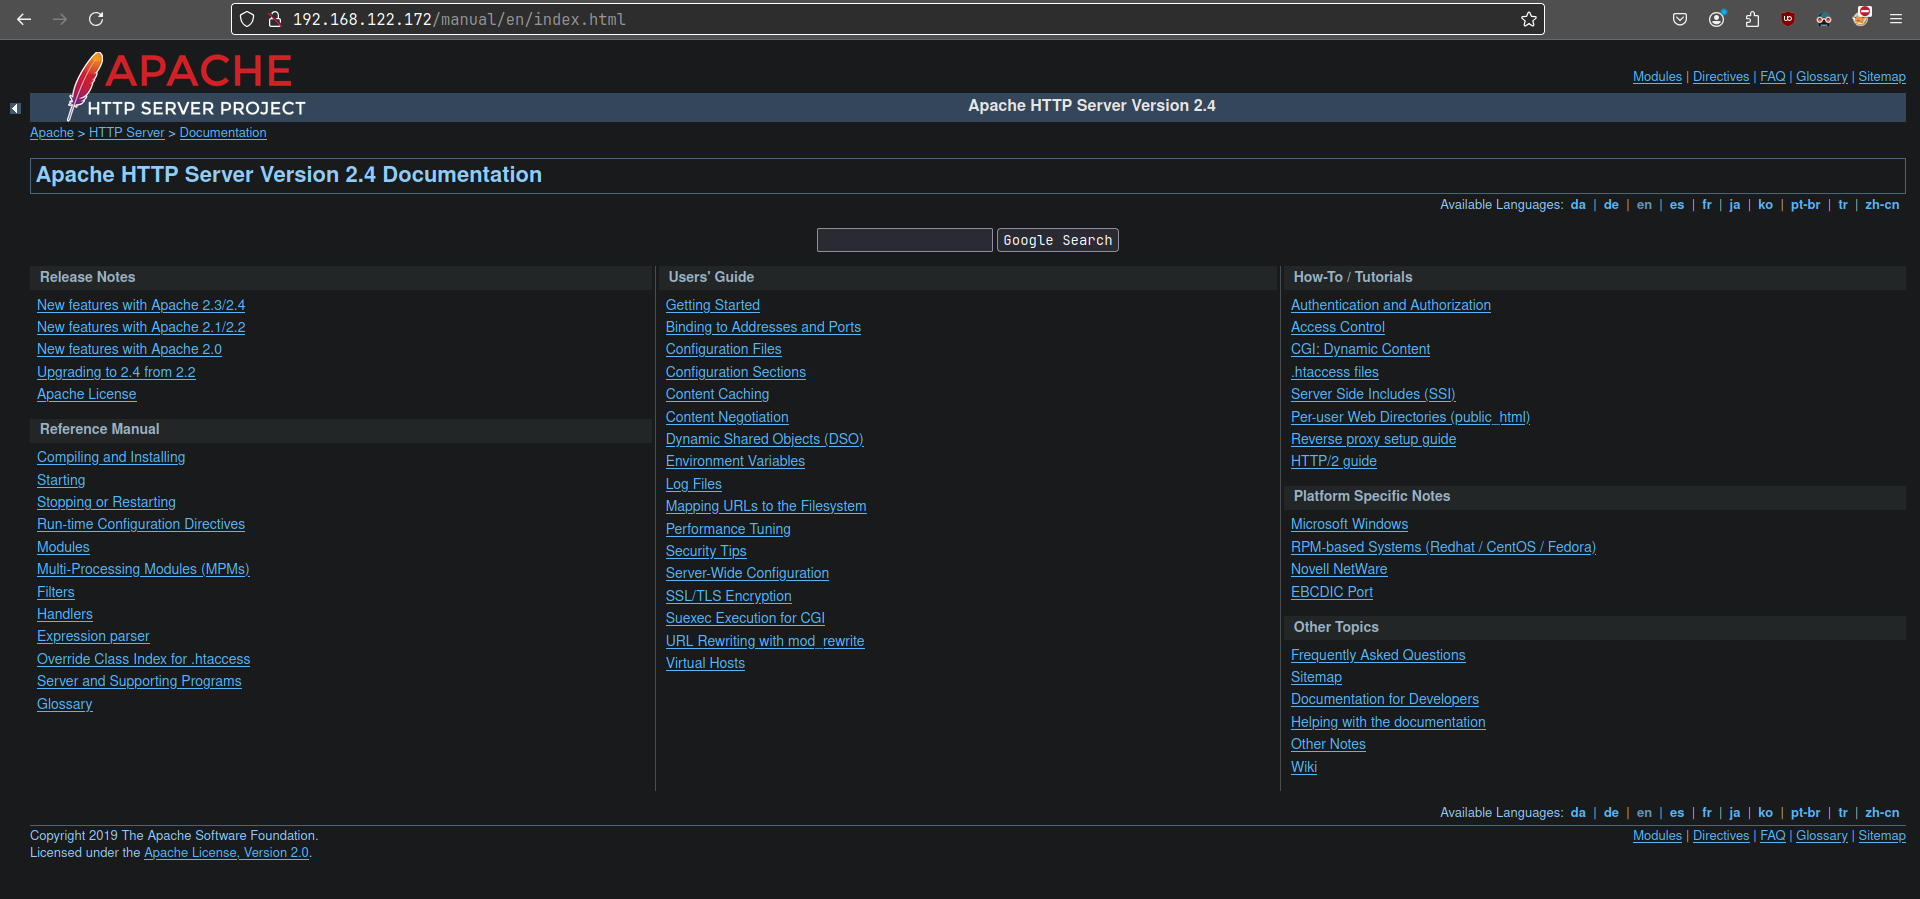 192.168.122.172/manual/en/index.html
APACHE
HTTP SERVER PROJECT
Modules | Directives | FAQ | Glossary | Sitemap
Apache HTTP Server Version 2.4
Apache > HTTP Server > Documentation
Apache HTTP Server Version 2.4 Documentation
Available Languages: da | de | en | es | fr | ja | ko | pt-br | tr | zh-cn
Google Search
Release Notes
New features with Apache 2.3/2.4
New features with Apache 2.1/2.2
New features with Apache 2.0
Upgrading to 2.4 from 2.2
Apache License
Reference Manual
Compiling and Installing
Starting
Stopping or Restarting
Run-time Configuration Directives
Modules
Multi-Processing Modules (MPMs)
Filters
Handlers
Expression parser
Override Class Index for .htaccess
Server and Supporting Programs
Glossary
Users' Guide
Getting Started
Binding to Addresses and Ports
Configuration Files
Configuration Sections
Content Caching
Content Negotiation
Dynamic Shared Objects (DSO)
Environment Variables
Log Files
Mapping URLs to the Filesystem
Performance Tuning
Security Tips
Server-Wide Configuration
SSL/TLS Encryption
Suexec Execution for CGI
URL Rewriting with mod_rewrite
Virtual Hosts
How-To / Tutorials
Authentication and Authorization
Access Control
CGI: Dynamic Content
.htaccess files
Server Side Includes (SSI)
Per-user Web Directories (public_html)
Reverse proxy setup guide
HTTP/2 guide
Platform Specific Notes
Microsoft Windows
RPM-based Systems (Redhat / CentOS / Fedora)
Novell NetWare
EBCDIC Port
Other Topics
Frequently Asked Questions
Sitemap
Documentation for Developers
Helping with the documentation
Other Notes
Wiki
Available Languages: da | de | en | es | fr | ja | ko | pt-br | tr | zh-cn
Copyright 2019 The Apache Software Foundation.
Licensed under the Apache License, Version 2.0.
Modules | Directives | FAQ | Glossary | Sitemap